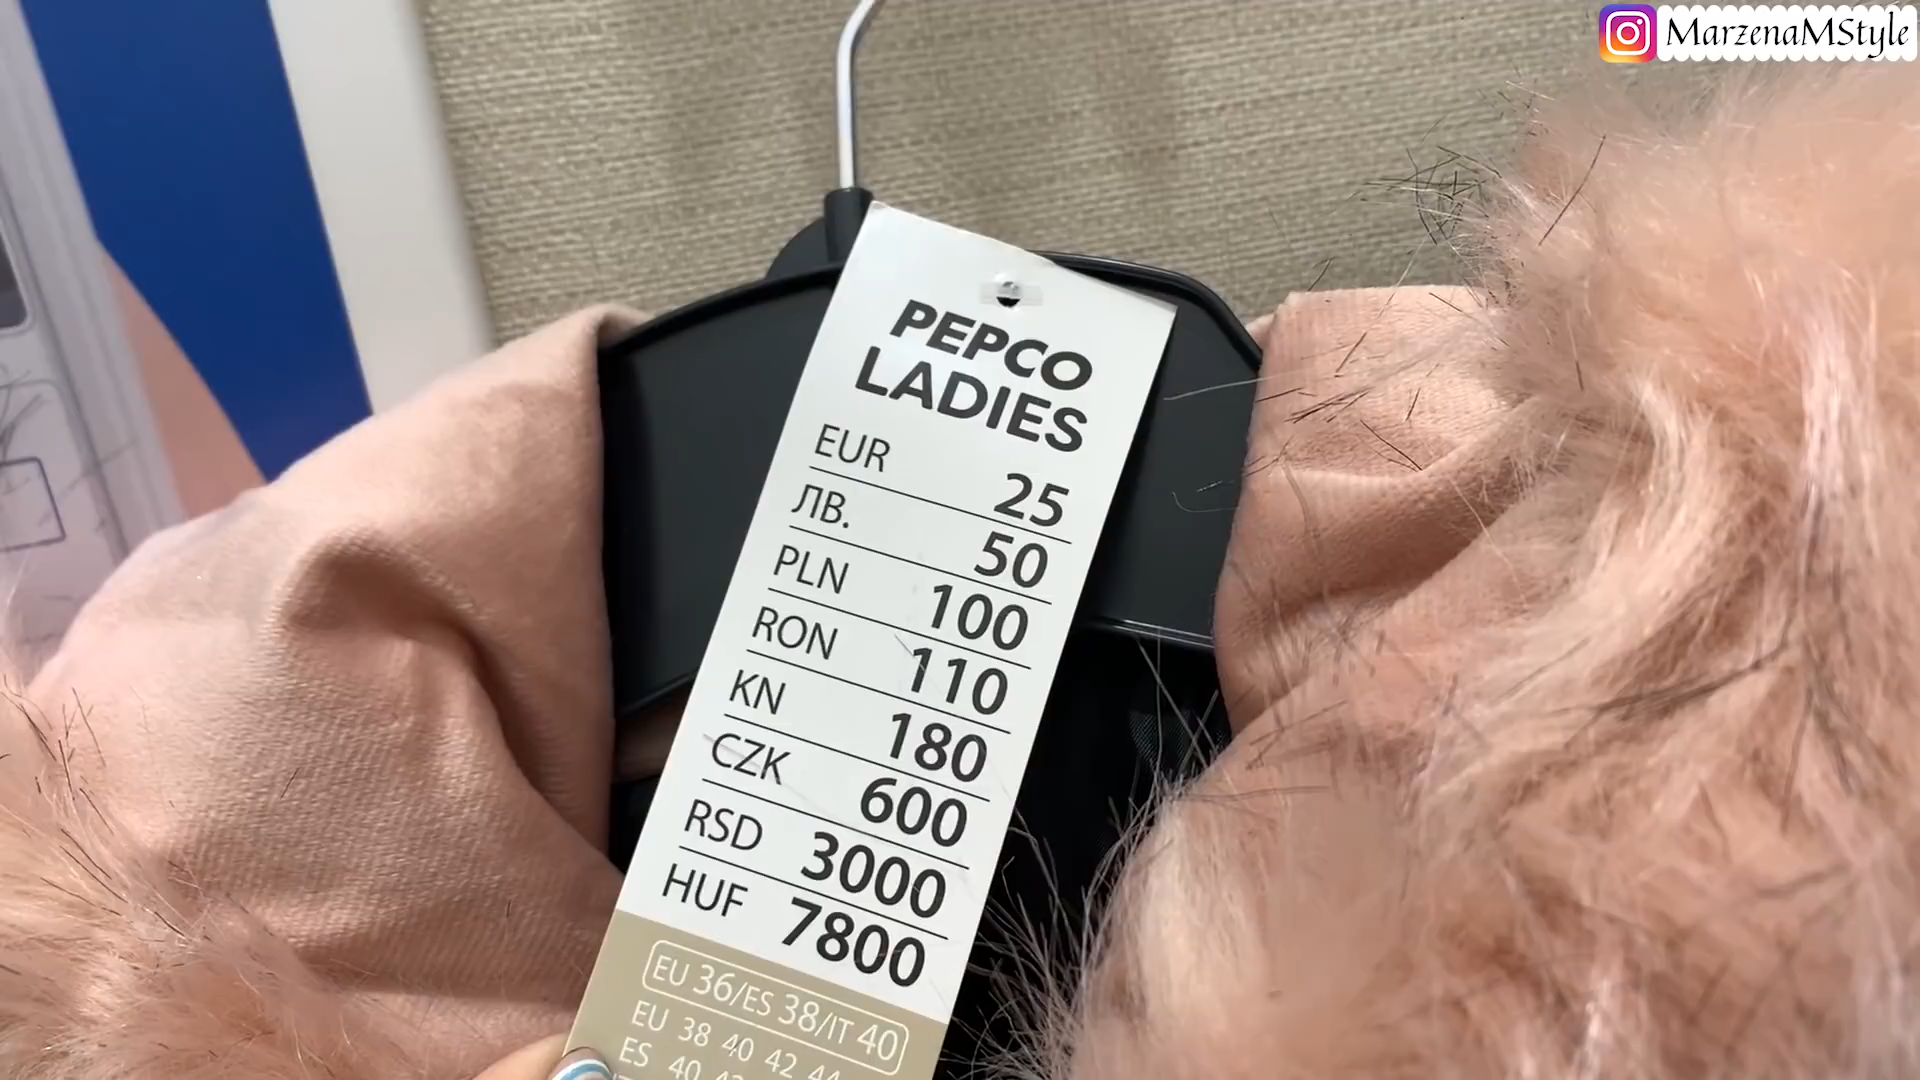 MarzenaMStyle
PEPCO
LADIES
EUR 25
ЛВ. 50
PLN 100
RON 110
KN 180
CZK 600
RSD 3000
HUF 7800
EU 36/ES 38/IT 40
EU 38 40 42 44
ES 40